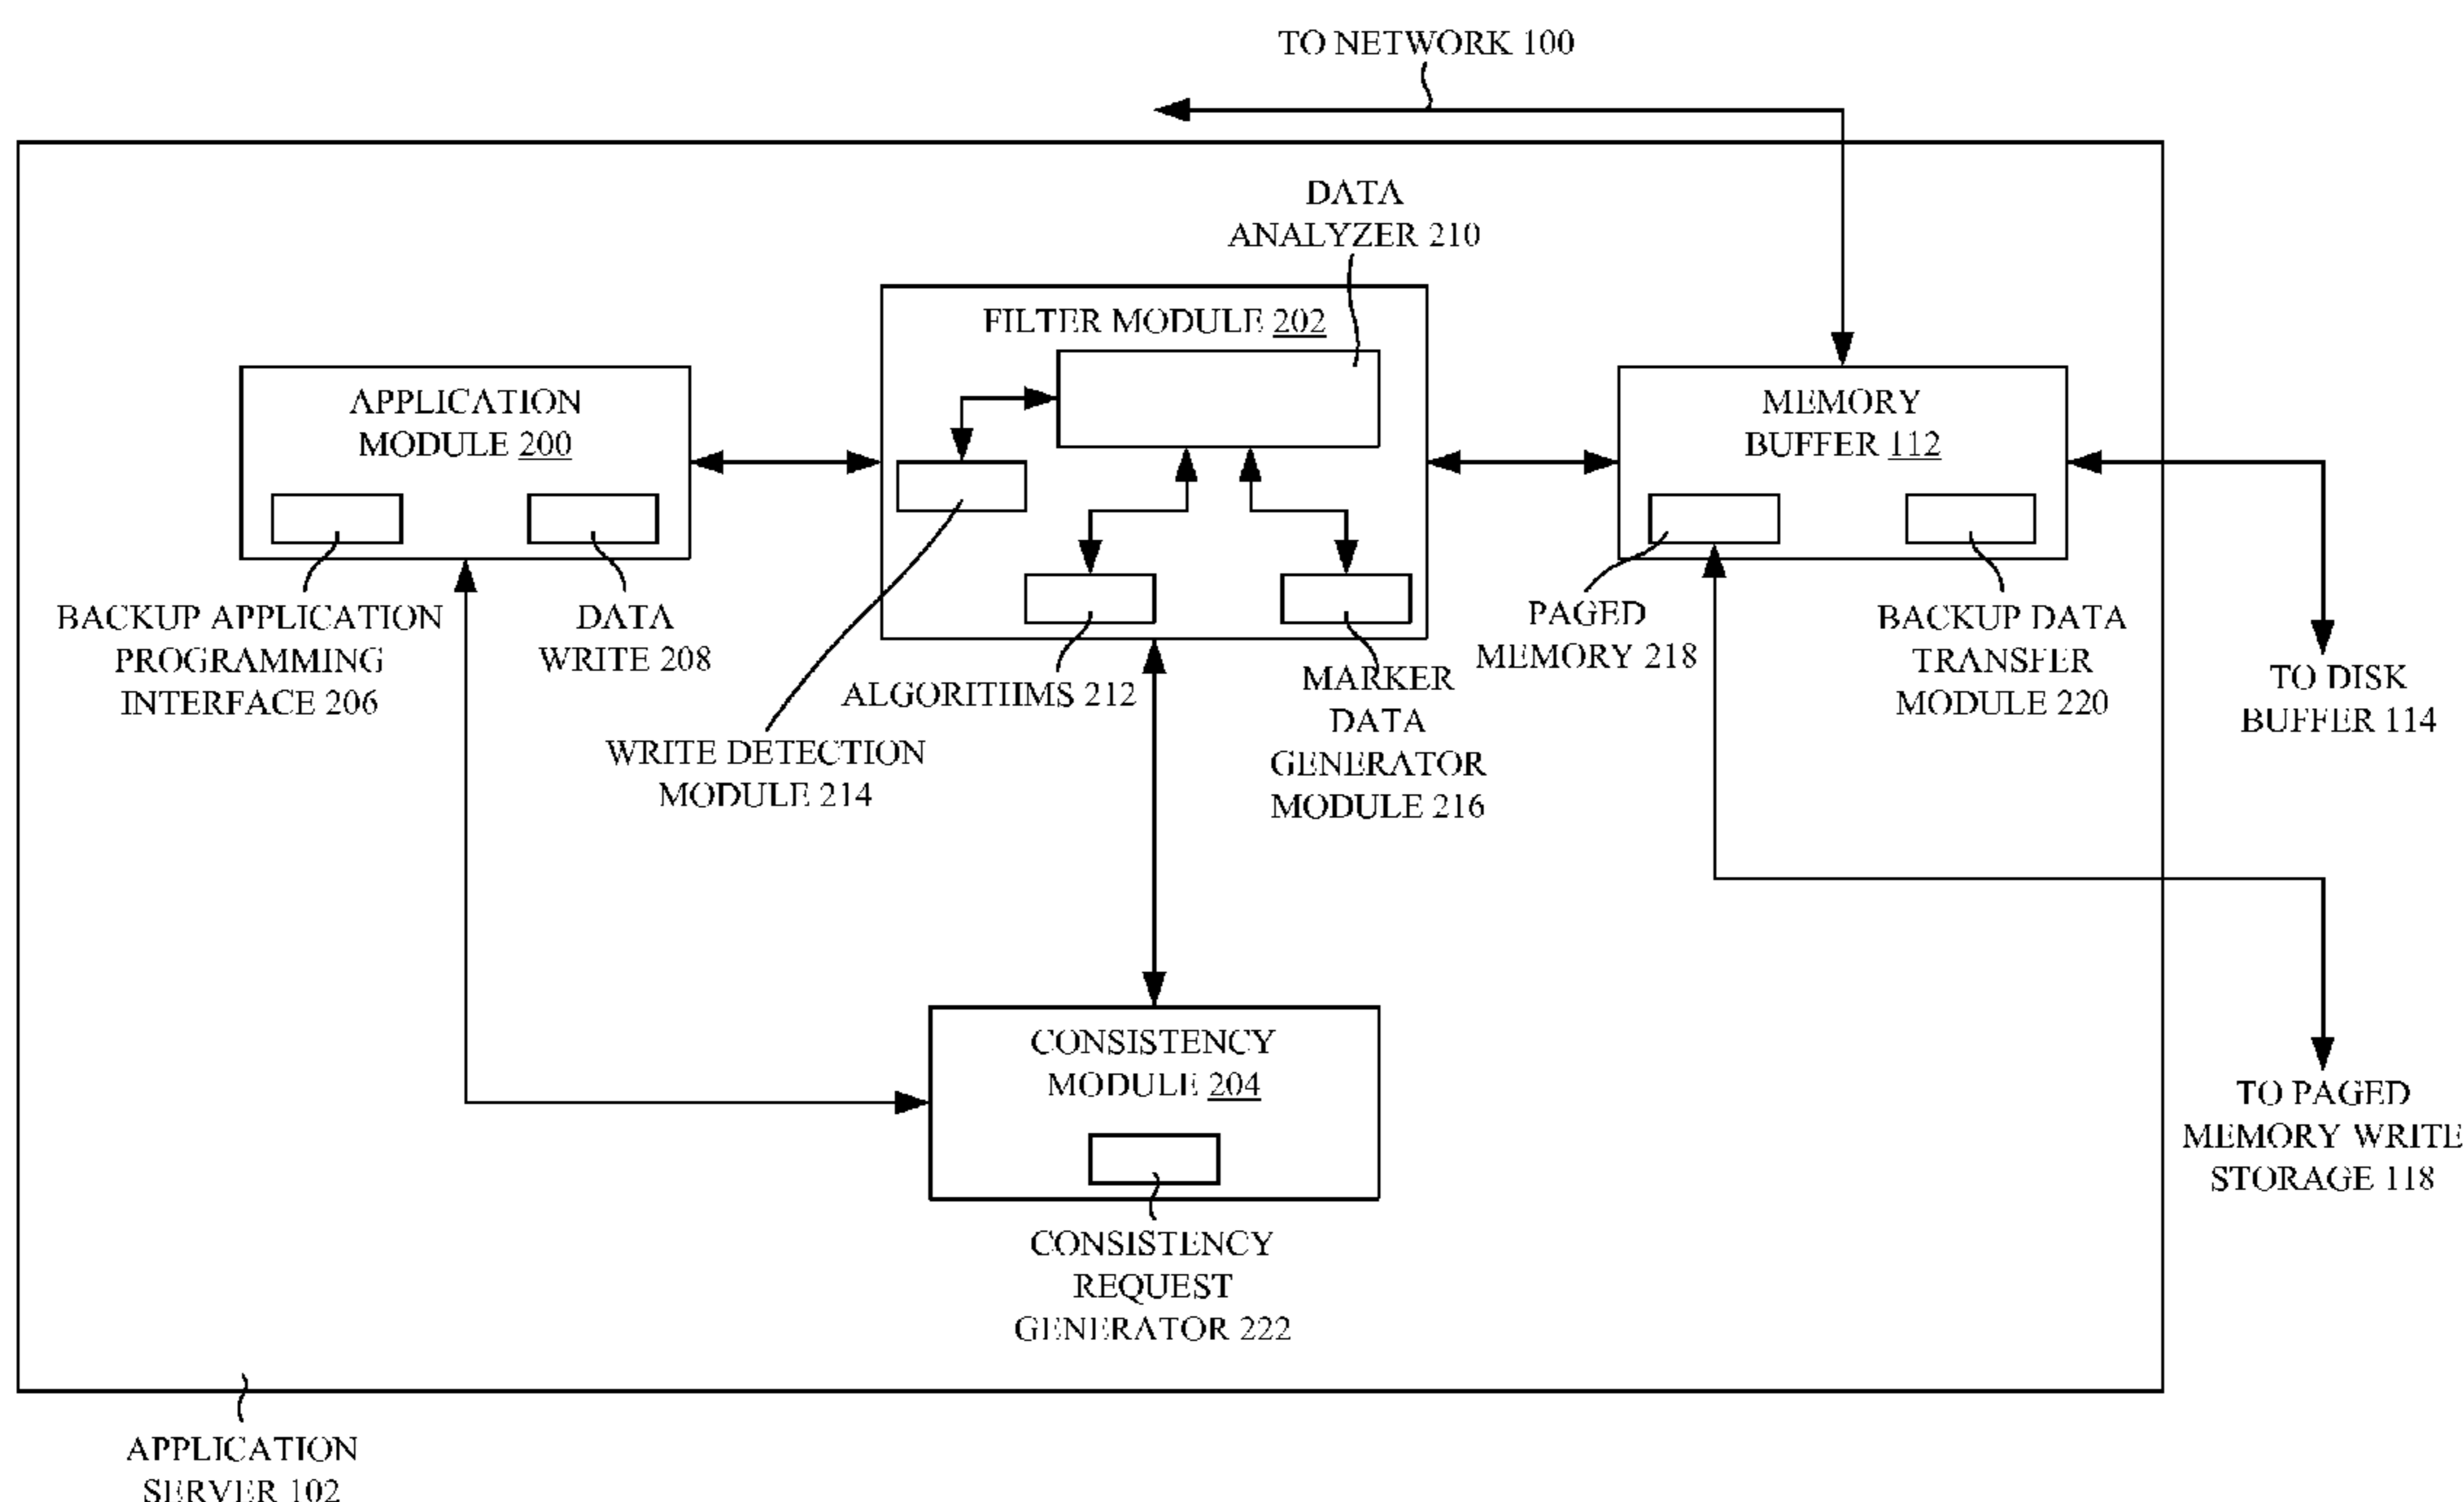 TO NETWORK 100
DATA
ANALYZER 210
FILTER MODULE 202
APPLICATION
MODULE 200
MEMORY
BUFFER 112
BACKUP APPLICATION
PROGRAMMING
INTERFACE 206
DATA
WRITE 208
ALGORITHMS 212
WRITE DETECTION
MODULE 214
MARKER
DATA
GENERATOR
MODULE 216
PAGED
MEMORY 218
BACKUP DATA
TRANSFER
MODULE 220
TO DISK
BUFFER 114
CONSISTENCY
MODULE 204
TO PAGED
MEMORY WRITE
STORAGE 118
CONSISTENCY
REQUEST
GENERATOR 222
APPLICATION
SERVER 102